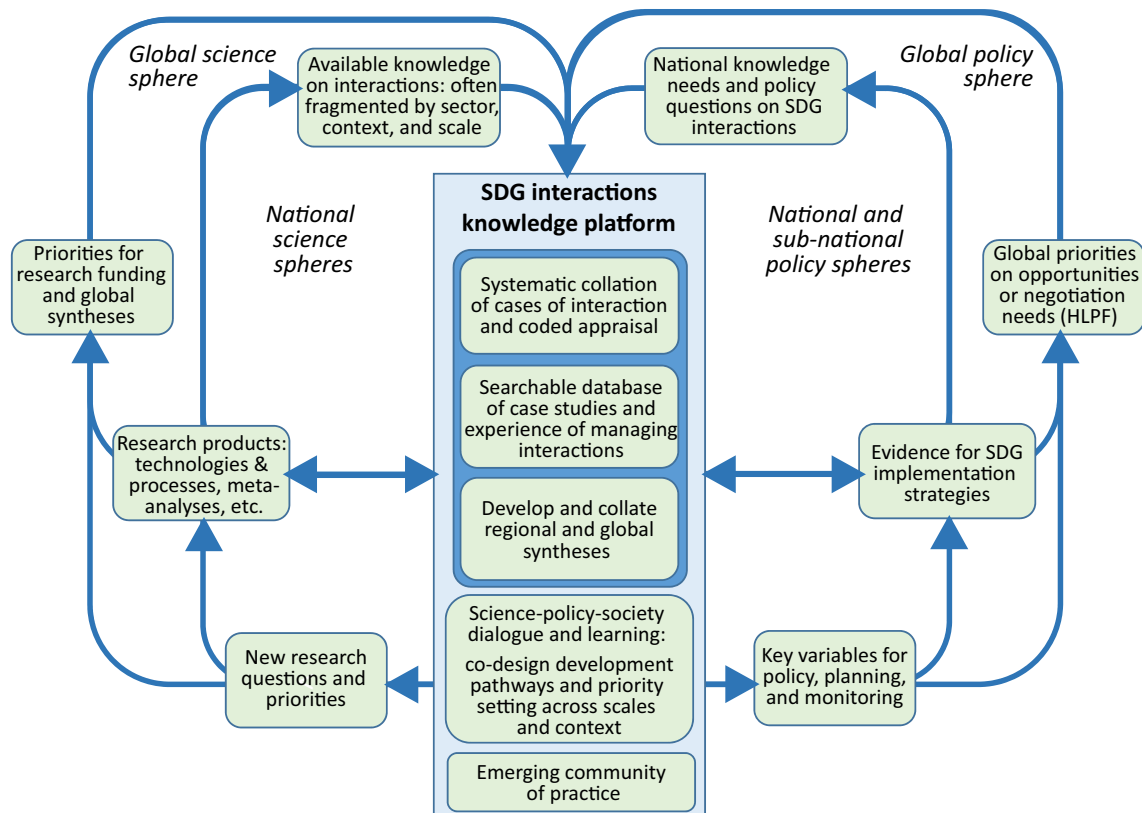 Global science
sphere
Available knowledge
on interactions: often
fragmented by sector,
context, and scale
National knowledge
needs and policy
questions on SDG
interactions
Global policy
sphere
National
science
spheres
SDG interactions
knowledge platform
National and
sub-national
policy spheres
Priorities for
research funding
and global
syntheses
Systematic collation
of cases of interaction
and coded appraisal
Global priorities
on opportunities
or negotiation
needs (HLPF)
Research products:
technologies &
processes, meta-
analyses, etc.
Searchable database
of case studies and
experience of managing
interactions
Evidence for SDG
implementation
strategies
Develop and collate
regional and global
syntheses
New research
questions and
priorities
Science-policy-society
dialogue and learning:
co-design development
pathways and priority
setting across scales
and context
Key variables for
policy, planning,
and monitoring
Emerging community
of practice